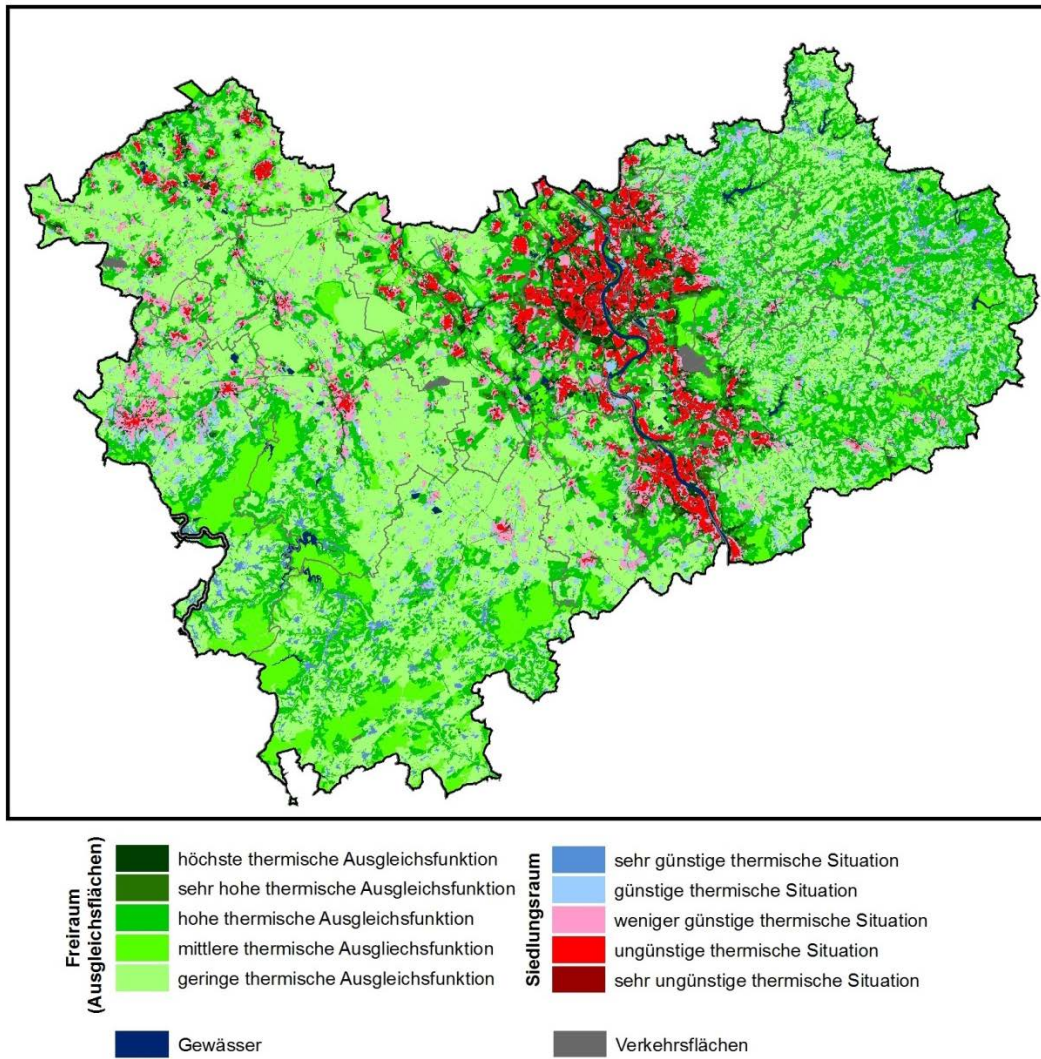 Freiraum
(Ausgleichsflächen)
höchste thermische Ausgleichsfunktion
sehr hohe thermische Ausgleichsfunktion
hohe thermische Ausgleichsfunktion
mittlere thermische Ausgliechsfunktion
geringe thermische Ausgleichsfunktion
Gewässer
Siedlungsraum
sehr günstige thermische Situation
günstige thermische Situation
weniger günstige thermische Situation
ungünstige thermische Situation
sehr ungünstige thermische Situation
Verkehrsflächen